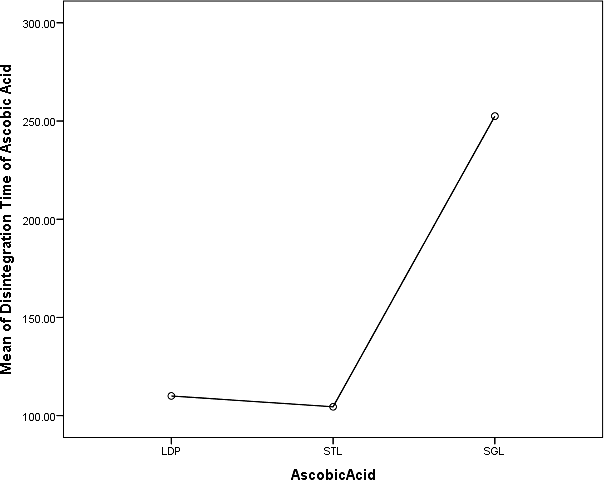 Mean of Disintegration Time of Ascobic Acid
300.00
250.00
200.00
150.00
100.00
LDP
STL
SGL
AscobicAcid